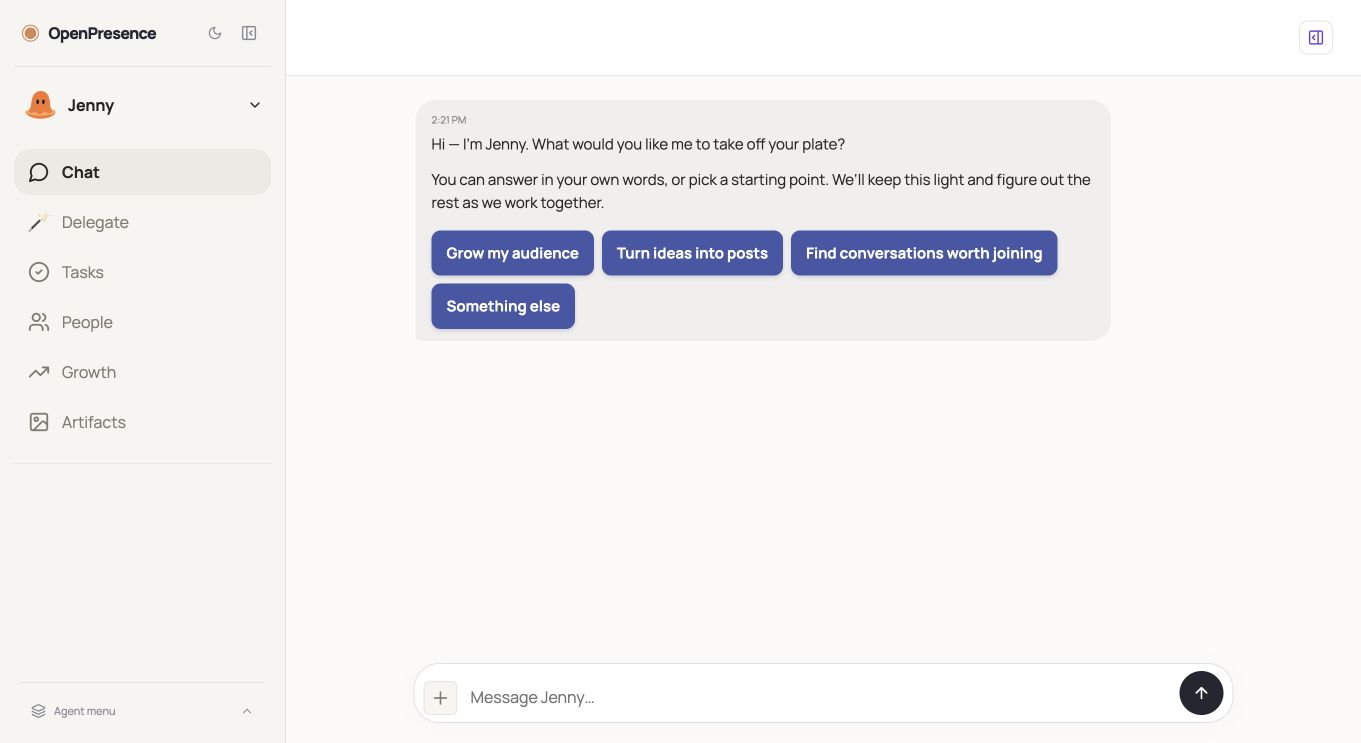 OpenPresence
Jenny
Chat
Delegate
Tasks
People
Growth
Artifacts
Agent menu
2:21 PM
Hi — I'm Jenny. What would you like me to take off your plate?
You can answer in your own words, or pick a starting point. We'll keep this light and figure out the
rest as we work together.
Grow my audience
Turn ideas into posts
Find conversations worth joining
Something else
Message Jenny...